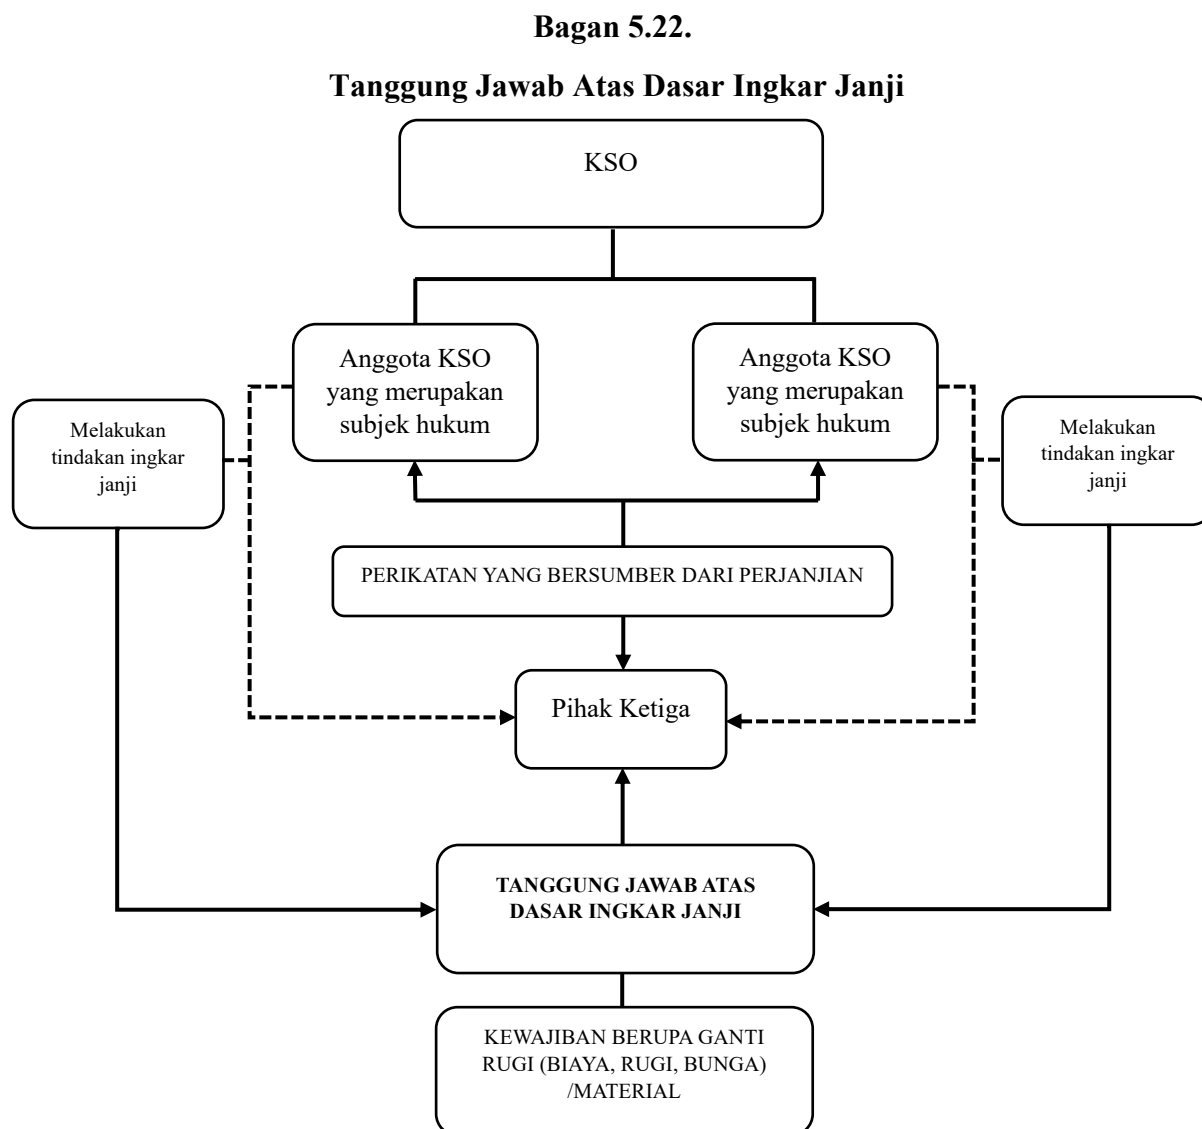 Bagan 5.22.
Tanggung Jawab Atas Dasar Ingkar Janji
KSO
Anggota KSO
yang merupakan
subjek hukum
Anggota KSO
yang merupakan
subjek hukum
Melakukan
tindakan ingkar
janji
Melakukan
tindakan ingkar
janji
PERIKATAN YANG BERSUMBER DARI PERJANJIAN
Pihak Ketiga
TANGGUNG JAWAB ATAS
DASAR INGKAR JANJI
KEWAJIBAN BERUPA GANTI
RUGI (BIAYA, RUGI, BUNGA)
/MATERIAL